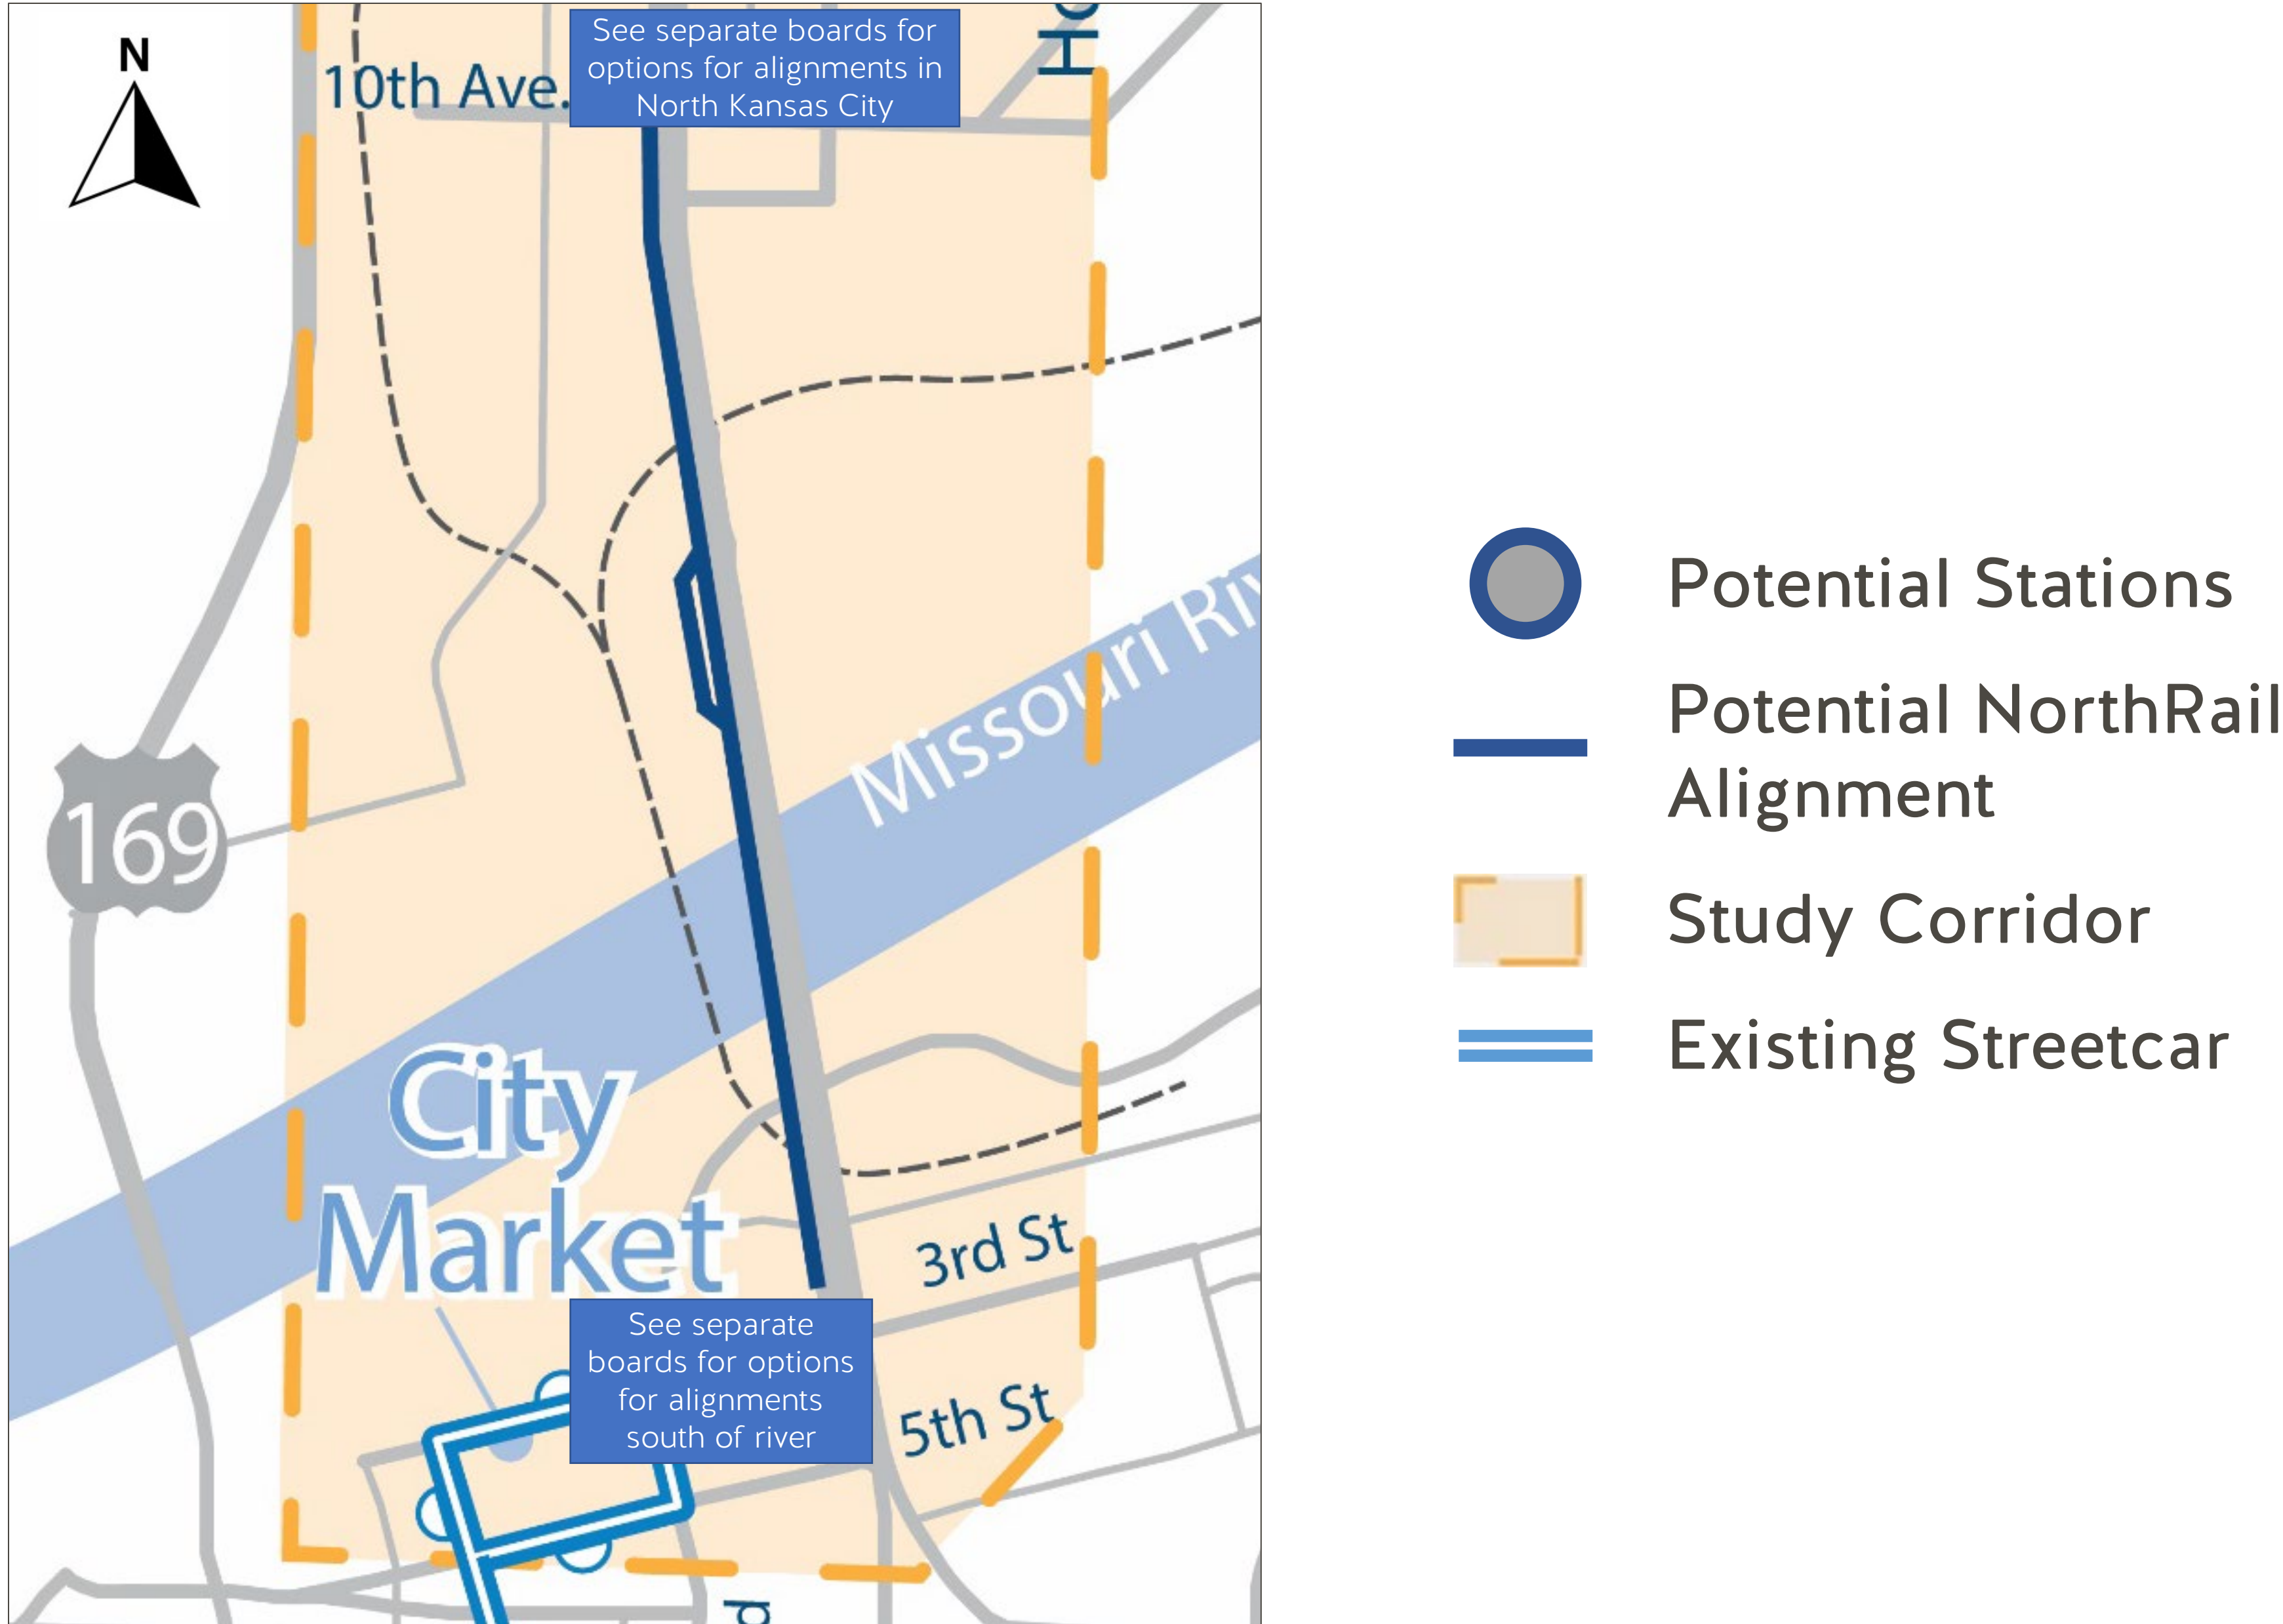 N
10th Ave.
See separate boards for
options for alignments in
North Kansas City
Missouri Riv
169
City
Market
3rd St
See separate
boards for options
for alignments
south of river
5th St
Potential Stations
Potential NorthRail
Alignment
Study Corridor
Existing Streetcar